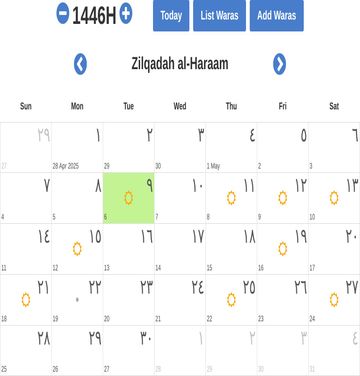 1446H Today List Waras Add Waras
Zilqadah al-Haraam
Sun Mon Tue Wed Thu Fri Sat
٢٩ ١ ٢ ٣ ٤ ٥ ٦
27 28 Apr 2025 29 30 1 May 2 3
٧ ٨ ٩ ١٠ ١١ ١٢ ١٣
4 5 6 7 8 9 10
١٤ ١٥ ١٦ ١٧ ١٨ ١٩ ٢٠
11 12 13 14 15 16 17
٢١ ٢٢ ٢٣ ٢٤ ٢٥ ٢٦ ٢٧
18 19 20 21 22 23 24
٢٨ ٢٩ ٣٠ ١ ٢ ٣ ٤
25 26 27 28 29 30 31